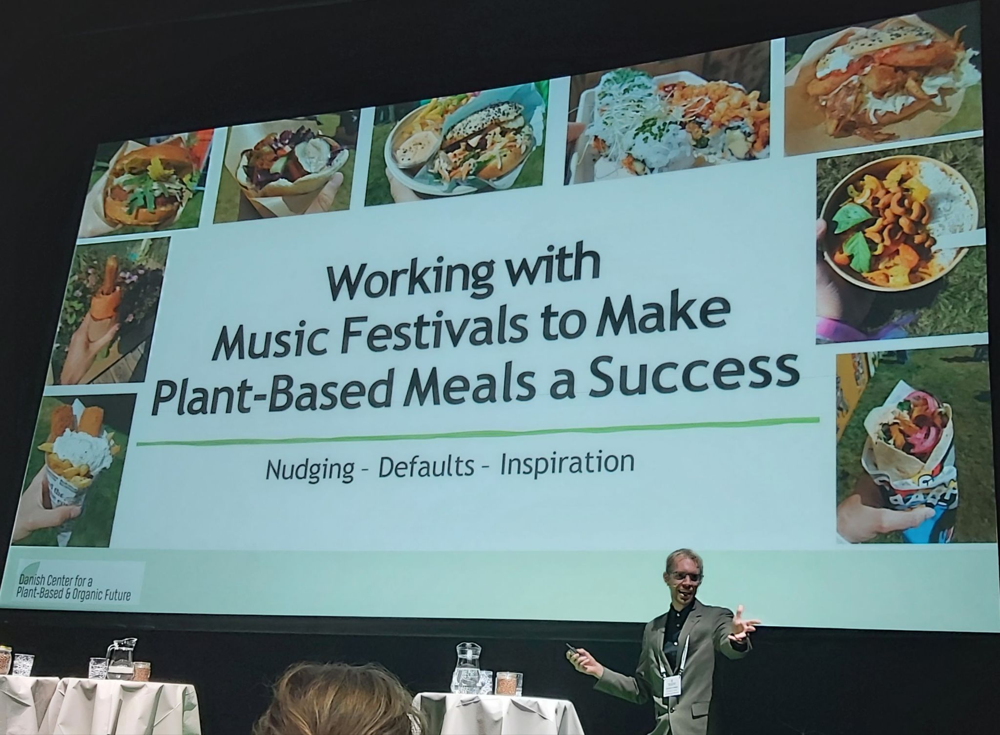 Working with
Music Festivals to Make
Plant-Based Meals a Success
Nudging - Defaults - Inspiration
Danish Center for a
Plant-Based & Organic Future